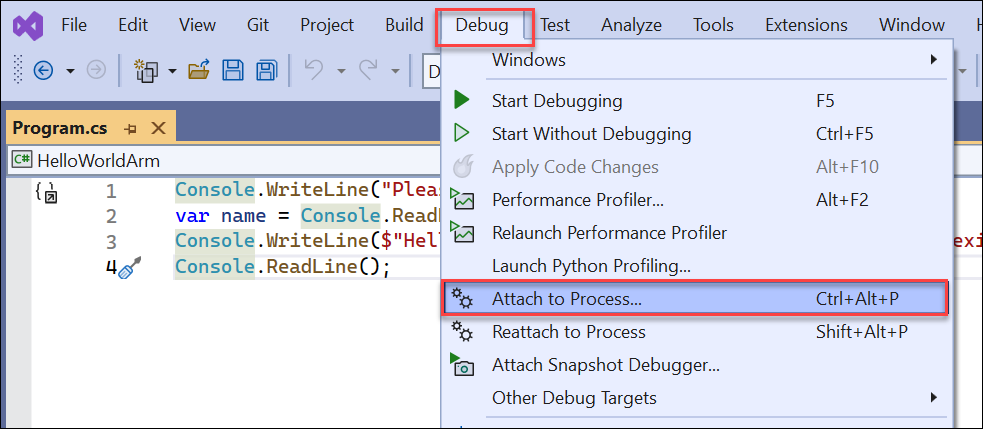 File Edit View Git Project Build Debug Test Analyze Tools Extensions Window
Windows
Start Debugging F5
Start Without Debugging Ctrl+F5
Apply Code Changes Alt+F10
Performance Profiler... Alt+F2
Relaunch Performance Profiler
Launch Python Profiling...
Attach to Process... Ctrl+Alt+P
Reattach to Process Shift+Alt+P
Attach Snapshot Debugger...
Other Debug Targets
Program.cs
C# HelloWorldArm
1 Console.WriteLine("Pleas
2 var name = Console.Read
3 Console.WriteLine($"Hell exi
4 Console.ReadLine();